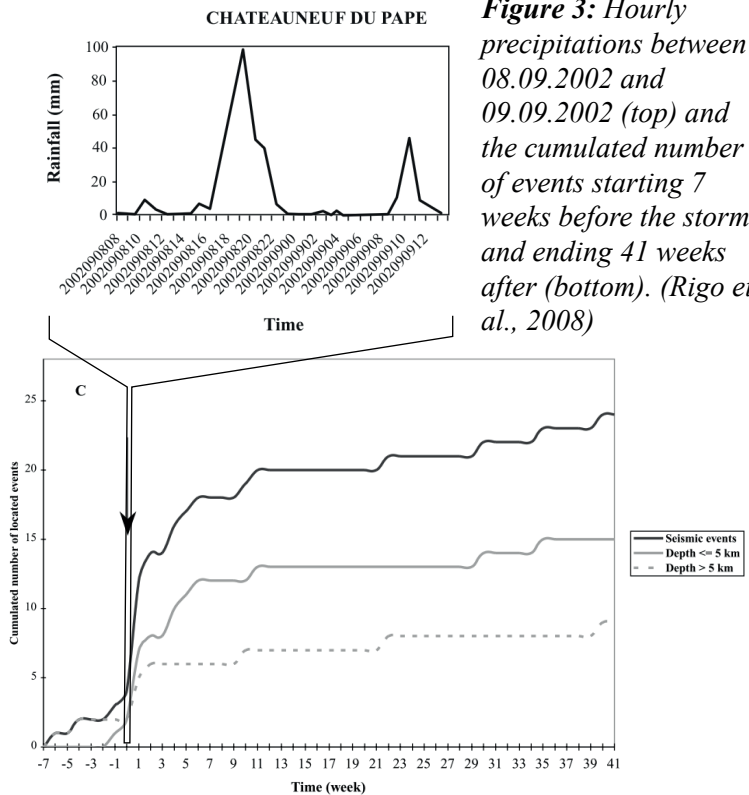 CHATEAUNEUF DU PAPE
Rainfall (mm)
100
80
60
40
20
0
2002090808
2002090810
2002090812
2002090814
2002090816
2002090818
2002090820
2002090822
2002090900
2002090902
2002090904
2002090906
2002090908
2002090910
2002090912
Time
Figure 3: Hourly
precipitations between
08.09.2002 and
09.09.2002 (top) and
the cumulated number
of events starting 7
weeks before the storm
and ending 41 weeks
after (bottom). (Rigo et
al., 2008)
C
Cumulated number of located events
25
20
15
10
5
0
-7 -5 -3 -1 1 3 5 7 9 11 13 15 17 19 21 23 25 27 29 31 33 35 37 39 41
Time (week)
Seismic events
Depth <= 5 km
Depth > 5 km